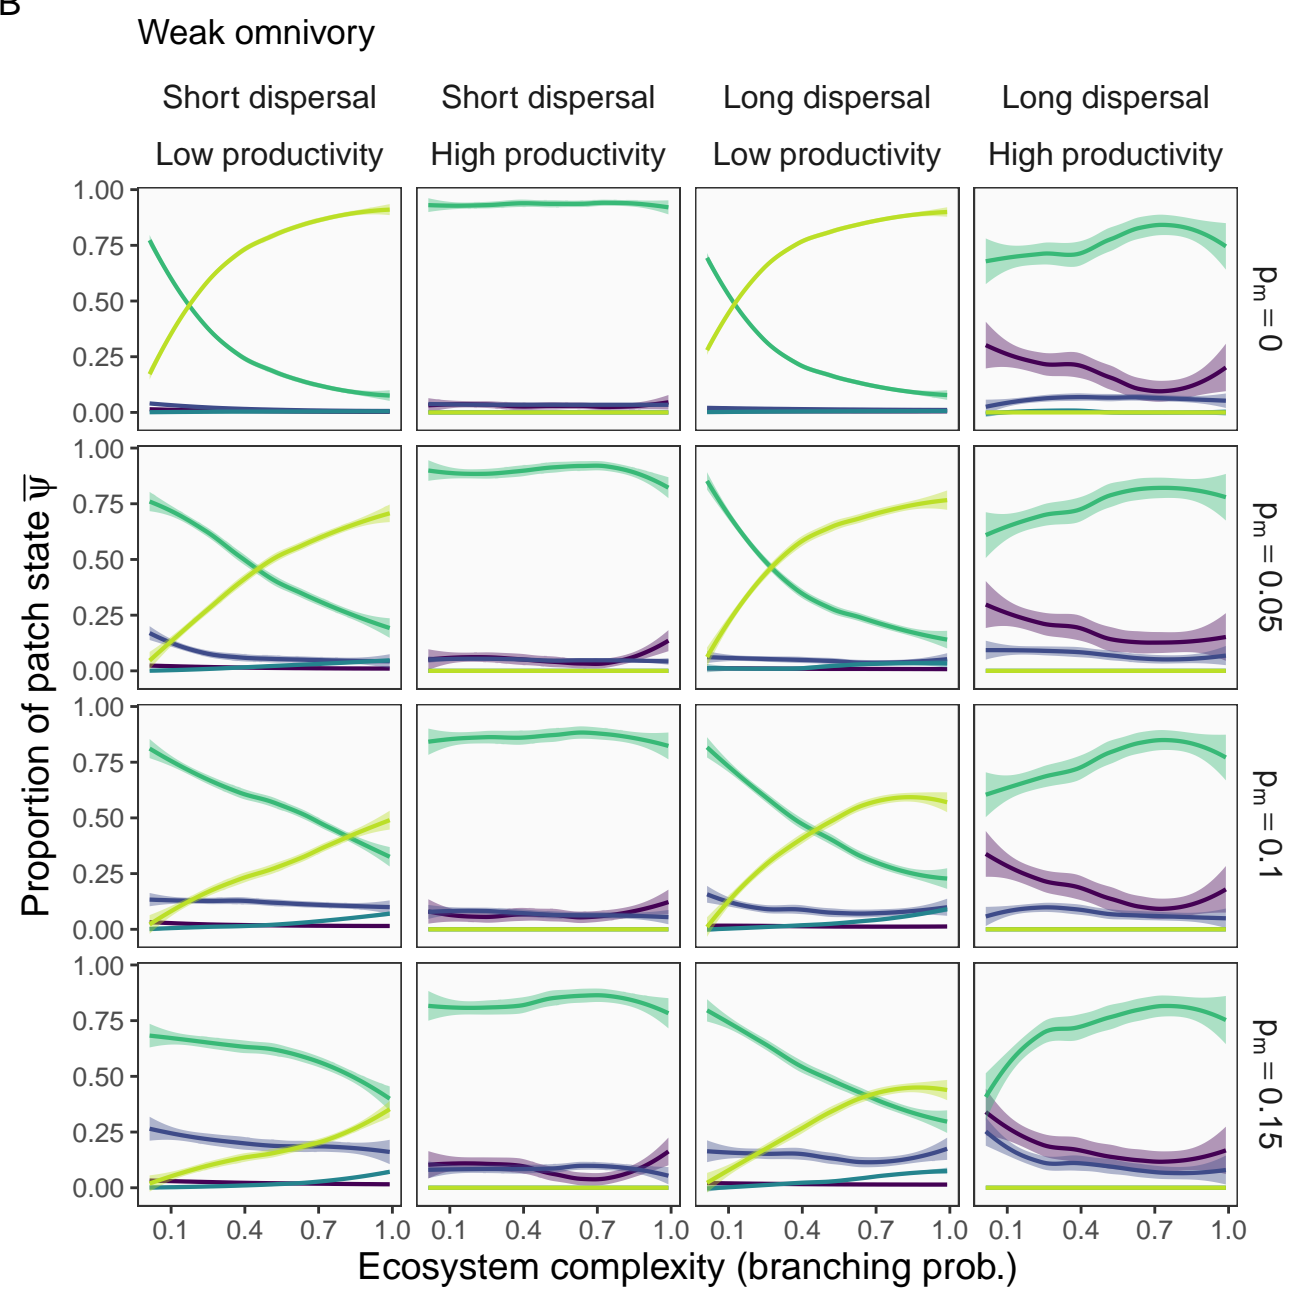 B
Weak omnivory
Short dispersal Short dispersal Long dispersal Long dispersal
Low productivity High productivity Low productivity High productivity
1.00
0.75
0.50
0.25
0.00
pm = 0
1.00
0.75
0.50
0.25
0.00
pm = 0.05
1.00
0.75
0.50
0.25
0.00
pm = 0.1
1.00
0.75
0.50
0.25
0.00
pm = 0.15
Proportion of patch state ψ̅
0.1 0.4 0.7 1.0 0.1 0.4 0.7 1.0 0.1 0.4 0.7 1.0 0.1 0.4 0.7 1.0
Ecosystem complexity (branching prob.)